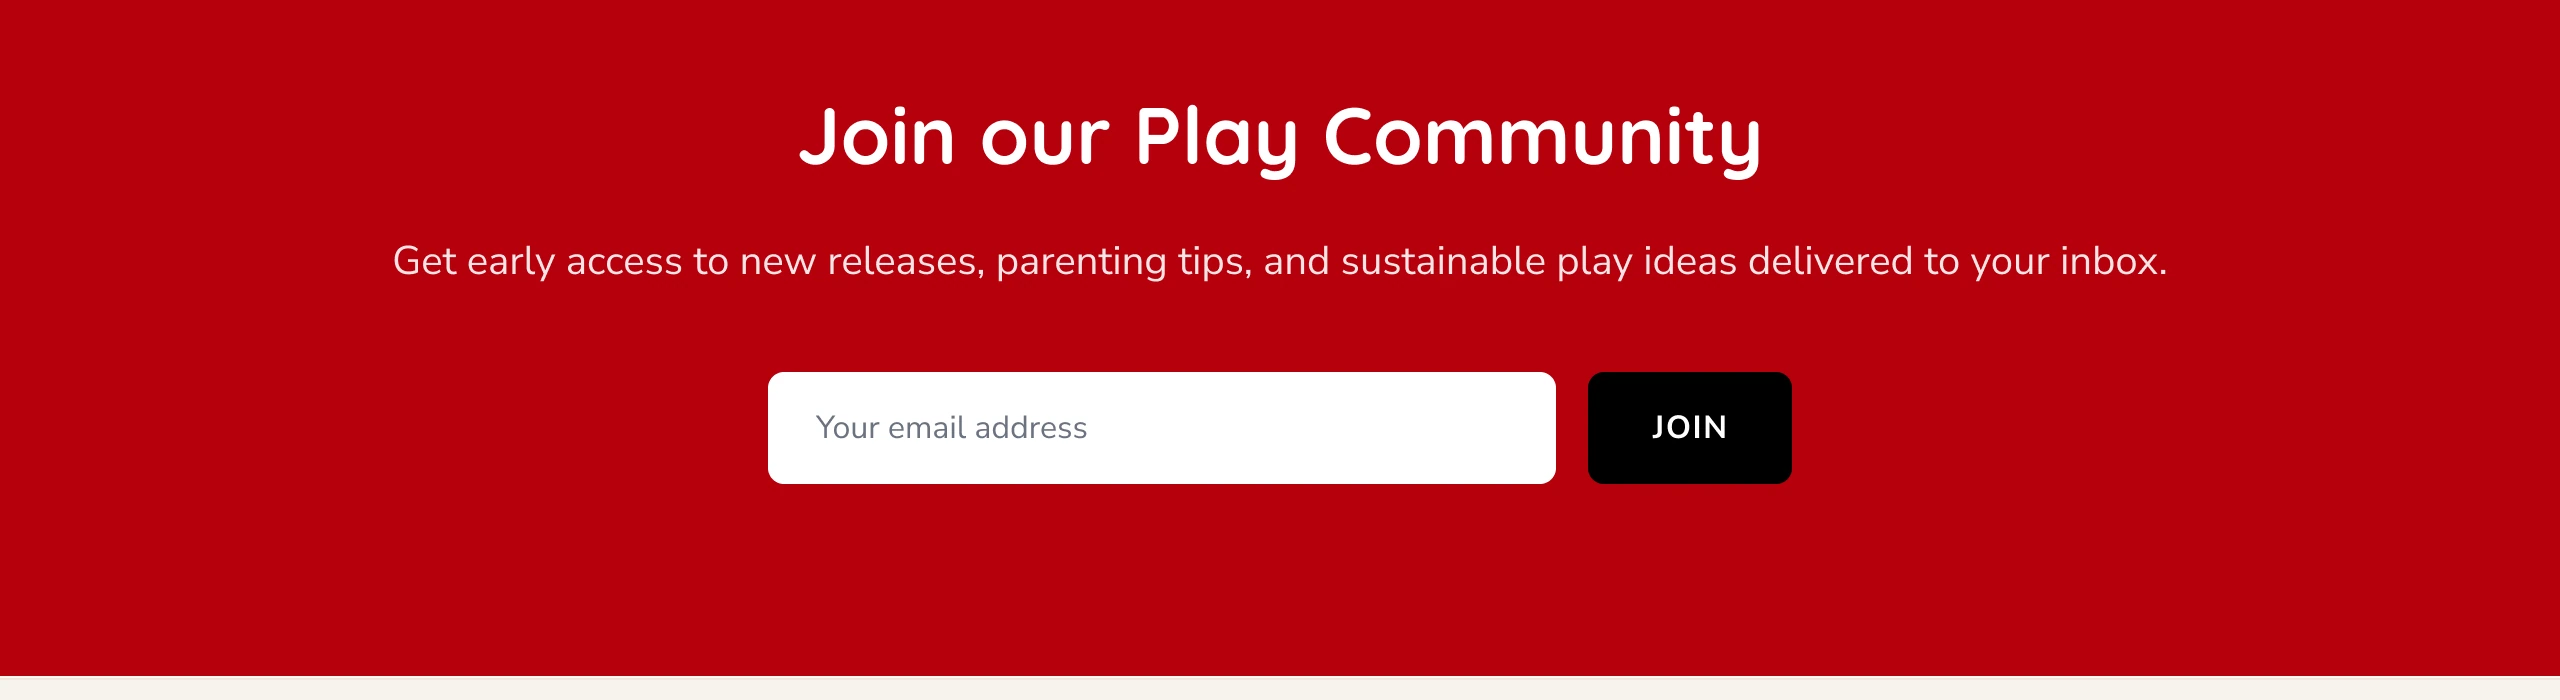 Join our Play Community
Get early access to new releases, parenting tips, and sustainable play ideas delivered to your inbox.
Your email address
JOIN